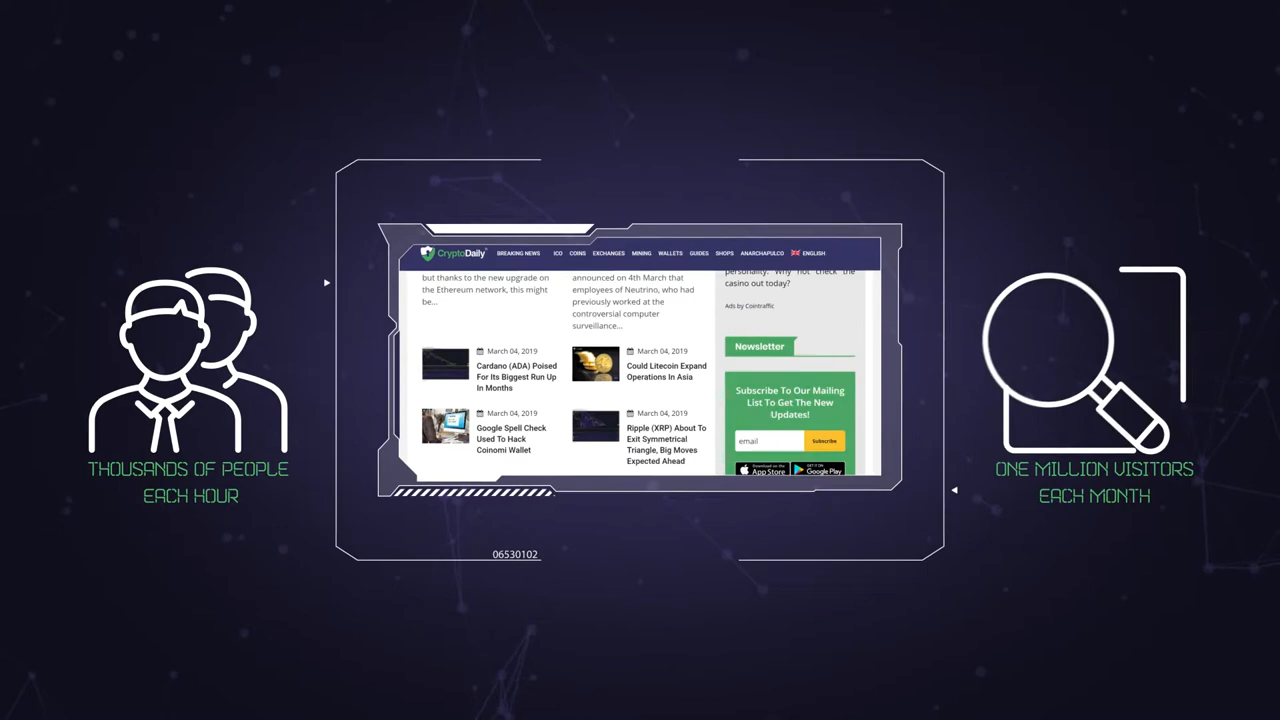 CryptoDaily
BREAKING NEWS ICO COINS EXCHANGES MINING WALLETS GUIDES SHOPS ANARCHAPULCO ENGLISH
but thanks to the new upgrade on
the Ethereum network, this might
be...
announced on 4th March that
employees of Neutrino, who had
previously worked at the
controversial computer
surveillance...
personality. Why not check the
casino out today?
Ads by Cointraffic
March 04, 2019
Cardano (ADA) Poised
For Its Biggest Run Up
In Months
March 04, 2019
Could Litecoin Expand
Operations In Asia
March 04, 2019
Google Spell Check
Used To Hack
Coinomi Wallet
March 04, 2019
Ripple (XRP) About To
Exit Symmetrical
Triangle, Big Moves
Expected Ahead
Newsletter
Subscribe To Our Mailing
List To Get The New
Updates!
email
Subscribe
Download on the
App Store
GET IT ON
Google Play
THOUSANDS OF PEOPLE
EACH HOUR
ONE MILLION VISITORS
EACH MONTH
06530102